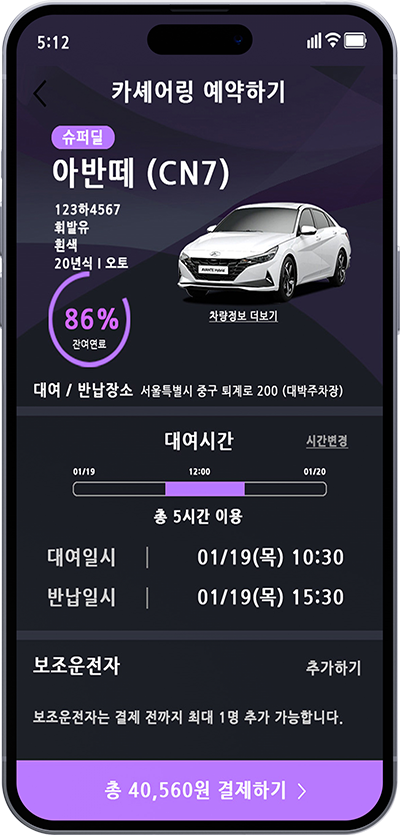 5:12
카셰어링 예약하기
슈퍼딜
아반떼 (CN7)
123하4567
휘발유
흰색
20년식 | 오토
86%
잔여연료
차량정보 더보기
대여 / 반납장소 서울특별시 중구 퇴계로 200 (대박주차장)
대여시간 시간변경
01/19 12:00 01/20
총 5시간 이용
대여일시 | 01/19(목) 10:30
반납일시 | 01/19(목) 15:30
보조운전자 추가하기
보조운전자는 결제 전까지 최대 1명 추가 가능합니다.
총 40,560원 결제하기 >